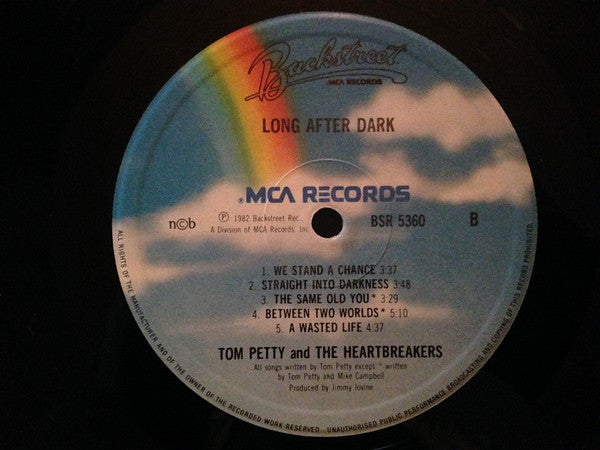 Backstreet
MCA RECORDS
LONG AFTER DARK
® MCA RECORDS
n©b
℗ 1982 Backstreet Rec..
A Division of MCA Records. Inc
BSR 5360
B
1. WE STAND A CHANCE 3:37
2. STRAIGHT INTO DARKNESS 3:48
3. THE SAME OLD YOU* 3.29
4. BETWEEN TWO WORLDS* 5:10
5. A WASTED LIFE 4.37
TOM PETTY and THE HEARTBREAKERS
All songs written by Tom Petty except * written
by Tom Petty and Mike Campbell
Produced by Jimmy Iovine
ALL RIGHTS OF THE MANUFACTURER AND OF THE OWNER OF THE RECORDED WORK RESERVED - UNAUTHORISED PUBLIC PERFORMANCE BROADCASTING AND COPYING OF THIS RECORD PROHIBITED.